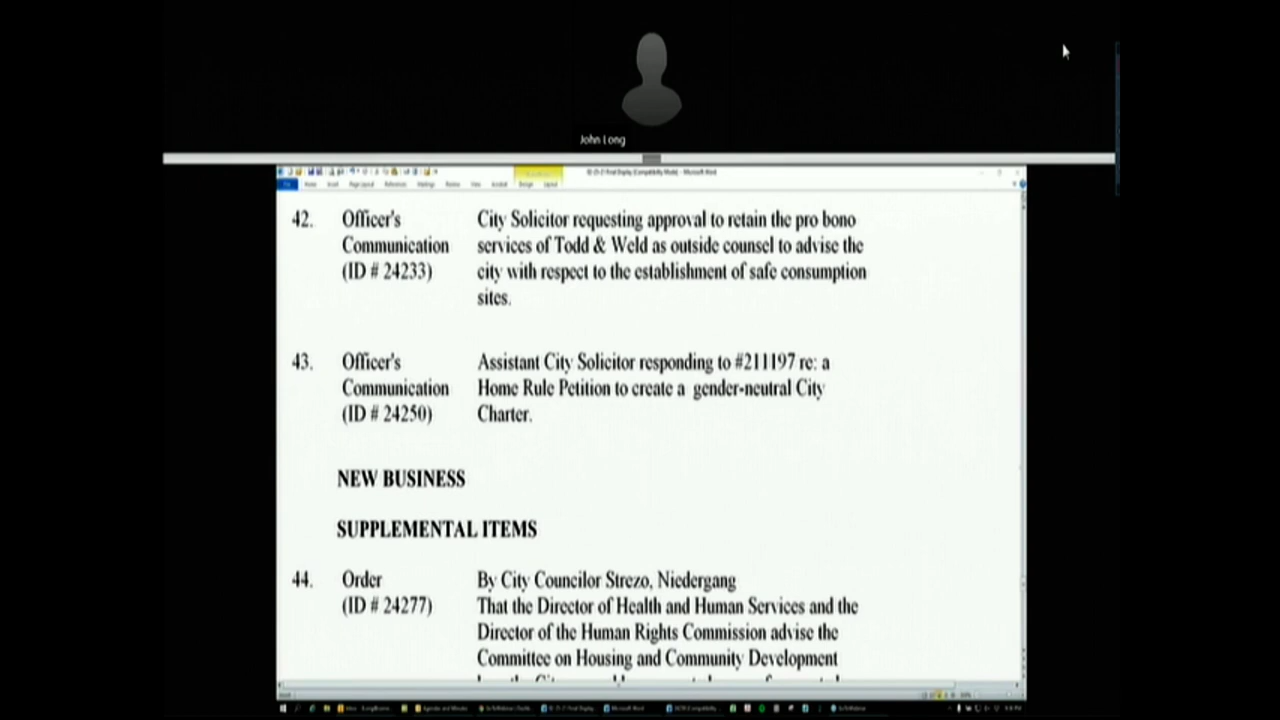 John Long
42. Officer's City Solicitor requesting approval to retain the pro bono
Communication services of Todd & Weld as outside counsel to advise the
(ID # 24233) city with respect to the establishment of safe consumption
sites.
43. Officer's Assistant City Solicitor responding to #211197 re: a
Communication Home Rule Petition to create a gender-neutral City
(ID # 24250) Charter.
NEW BUSINESS
SUPPLEMENTAL ITEMS
44. Order By City Councilor Strezo, Niedergang
(ID # 24277) That the Director of Health and Human Services and the
Director of the Human Rights Commission advise the
Committee on Housing and Community Development